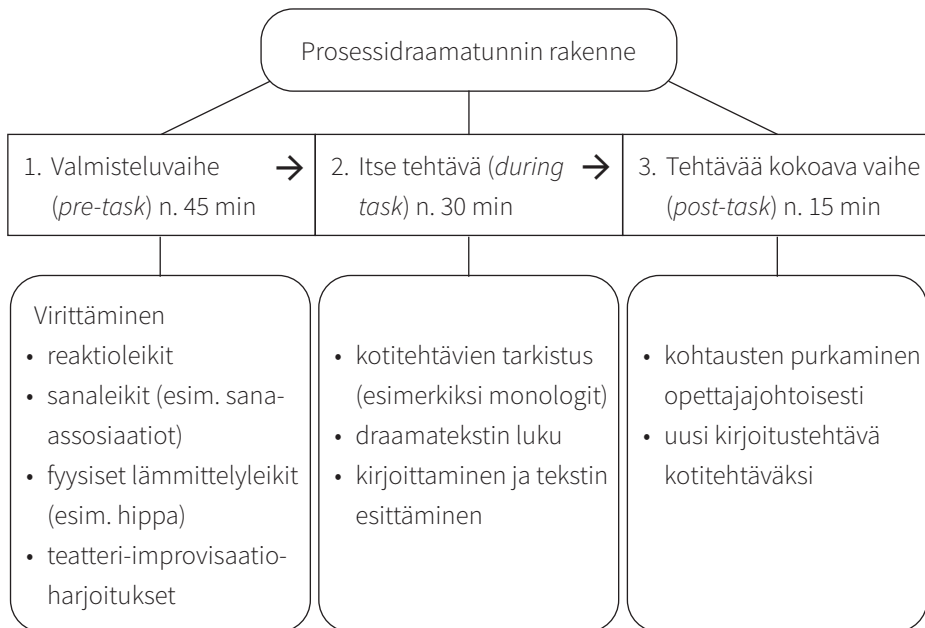 Prosessidraamatunnin rakenne
1. Valmisteluvaihe →
(pre-task) n. 45 min
2. Itse tehtävä (during →
task) n. 30 min
3. Tehtävää kokoava vaihe
(post-task) n. 15 min
Virittäminen
• reaktioleikit
• sanaleikit (esim. sana-
assosiaatiot)
• fyysiset lämmittelyleikit
(esim. hippa)
• teatteri-improvisaatio-
harjoitukset
• kotitehtävien tarkistus
(esimerkiksi monologit)
• draamatekstin luku
• kirjoittaminen ja tekstin
esittäminen
• kohtausten purkaminen
opettajajohtoisesti
• uusi kirjoitustehtävä
kotitehtäväksi